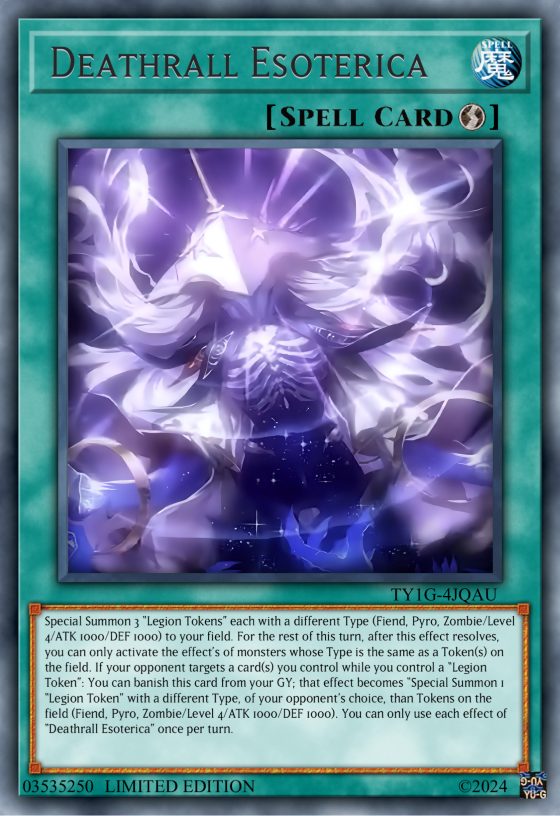 Deathrall Esoterica
SPELL
魔
[Spell Card]
TY1G-4JQAU
Special Summon 3 "Legion Tokens" each with a different Type (Fiend, Pyro, Zombie/Level
4/ATK 1000/DEF 1000) to your field. For the rest of this turn, after this effect resolves,
you can only activate the effect's of monsters whose Type is the same as a Token(s) on
the field. If your opponent targets a card(s) you control while you control a "Legion
Token": You can banish this card from your GY; that effect becomes "Special Summon 1
"Legion Token" with a different Type, of your opponent's choice, than Tokens on the
field (Fiend, Pyro, Zombie/Level 4/ATK 1000/DEF 1000). You can only use each effect of
"Deathrall Esoterica" once per turn.
03535250 LIMITED EDITION
©2024